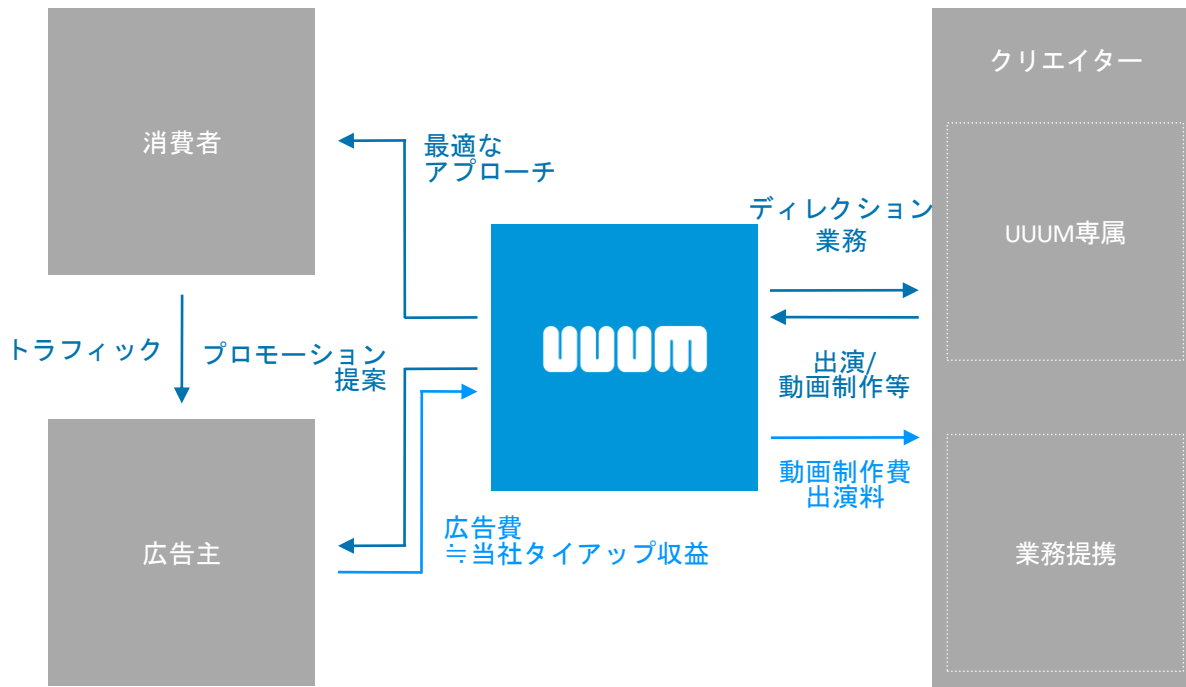 消費者
最適な
アプローチ
トラフィック
プロモーション
提案
広告主
UUUM
広告費
≒当社タイアップ収益
ディレクション
業務
出演/
動画制作等
動画制作費
出演料
クリエイター
UUUM専属
業務提携